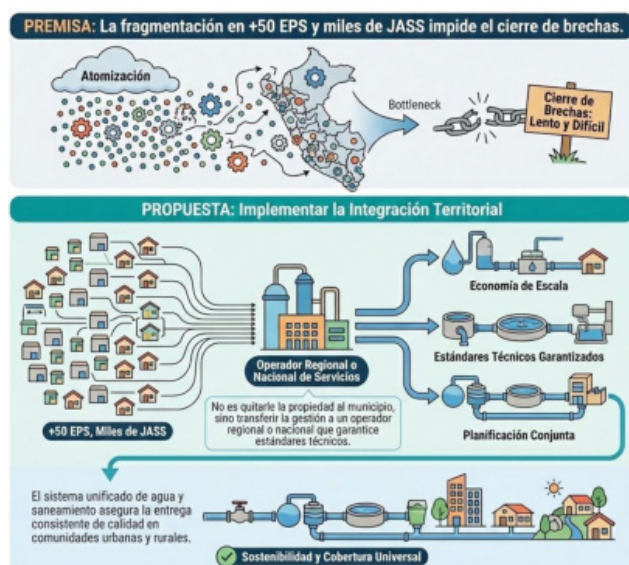 PREMISA: La fragmentación en +50 EPS y miles de JASS impide el cierre de brechas.
Atomización
Bottleneck
Cierre de
Brechas:
Lento y Difícil
PROPUESTA: Implementar la Integración Territorial
+50 EPS, Miles de JASS
Operador Regional o
Nacional de Servicios
No es quitarle la propiedad al municipio,
sino transferir la gestión a un operador
regional o nacional que garantice
estándares técnicos.
Economía de Escala
Estándares Técnicos Garantizados
Planificación Conjunta
El sistema unificado de agua y
saneamiento asegura la entrega
consistente de calidad en
comunidades urbanas y rurales.
Sostenibilidad y Cobertura Universal